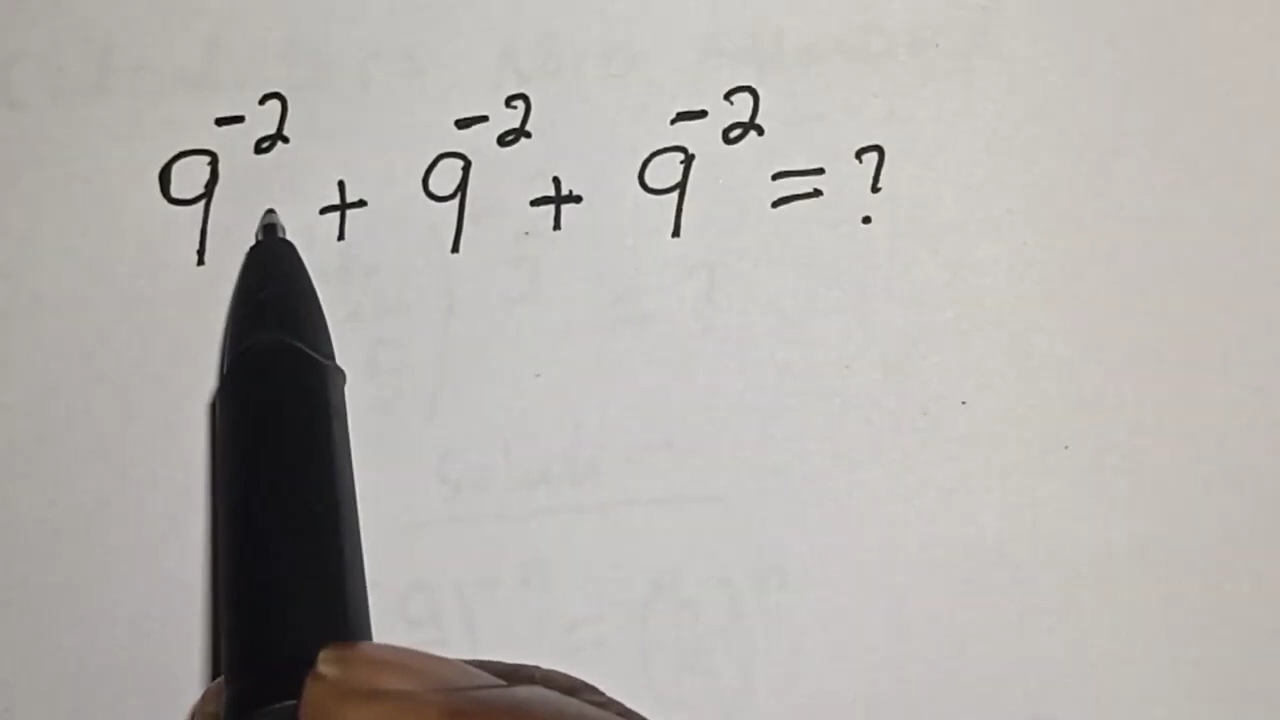 9⁻² + 9⁻² + 9⁻² = ?